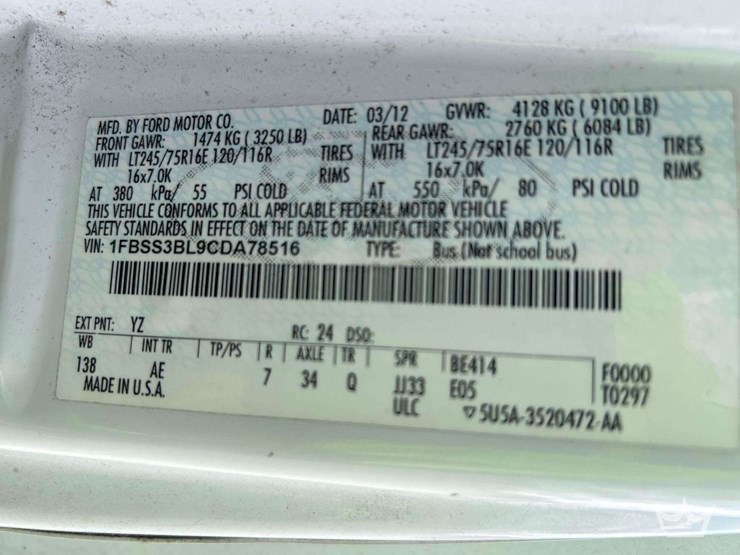 MFD. BY FORD MOTOR CO. DATE: 03/12 GVWR: 4128 KG ( 9100 LB)
FRONT GAWR: 1474 KG ( 3250 LB) REAR GAWR: 2760 KG ( 6084 LB)
WITH LT245/75R16E 120/116R TIRES WITH LT245/75R16E 120/116R TIRES
16x7.0K RIMS 16x7.0K RIMS
AT 380 kPa/ 55 PSI COLD AT 550 kPa/ 80 PSI COLD
THIS VEHICLE CONFORMS TO ALL APPLICABLE FEDERAL MOTOR VEHICLE
SAFETY STANDARDS IN EFFECT ON THE DATE OF MANUFACTURE SHOWN ABOVE.
VIN: 1FBSS3BL9CDA78516 TYPE: Bus (Not school bus)
EXT PNT: YZ RC: 24 DSO:
WB INT TR TP/PS R AXLE TR SPR BE414 F0000
138 AE 7 34 Q JJ33 E05 T0297
MADE IN U.S.A. ULC ▽5U5A-3520472-AA